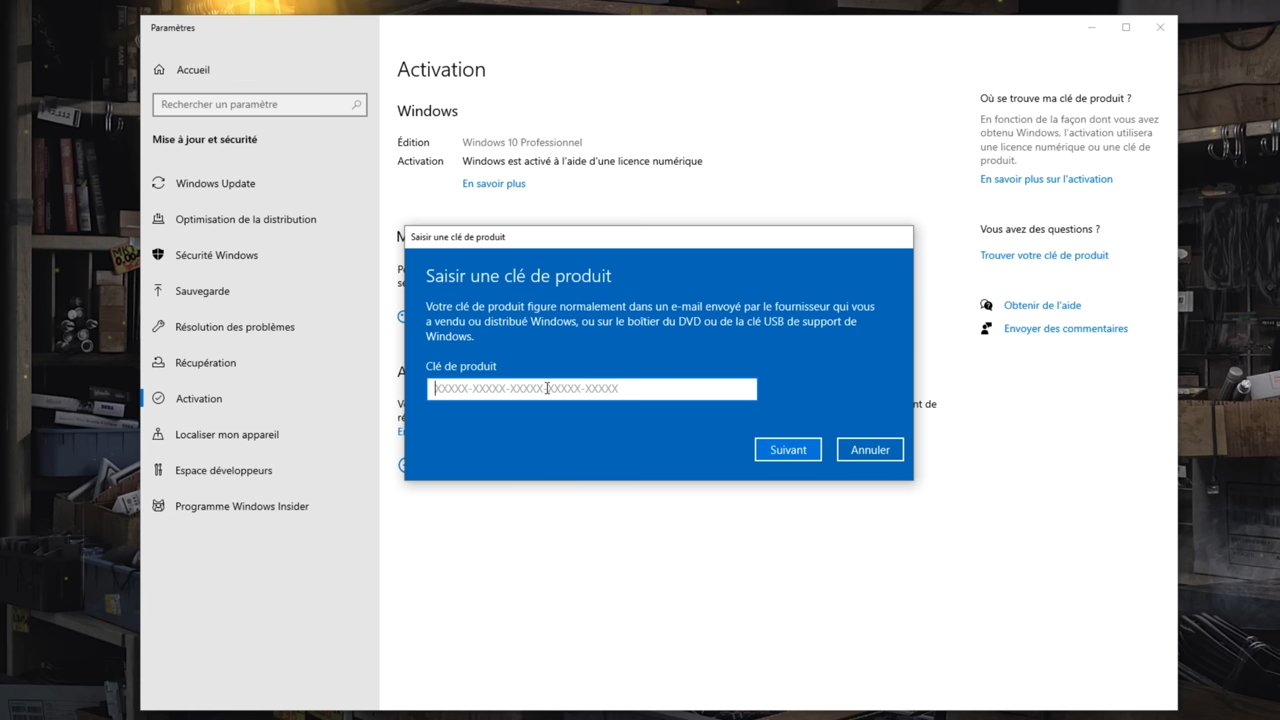 Paramètres
Accueil
Rechercher un paramètre
Mise à jour et sécurité
Windows Update
Optimisation de la distribution
Sécurité Windows
Sauvegarde
Résolution des problèmes
Récupération
Activation
Localiser mon appareil
Espace développeurs
Programme Windows Insider
Activation
Windows
Édition Windows 10 Professionnel
Activation Windows est activé à l'aide d'une licence numérique
En savoir plus
Saisir une clé de produit
Saisir une clé de produit
Votre clé de produit figure normalement dans un e-mail envoyé par le fournisseur qui vous
a vendu ou distribué Windows, ou sur le boîtier du DVD ou de la clé USB de support de
Windows.
Clé de produit
XXXXX-XXXXX-XXXXX-XXXXX-XXXXX
Suivant Annuler
nt de
Où se trouve ma clé de produit ?
En fonction de la façon dont vous avez
obtenu Windows, l'activation utilisera
une licence numérique ou une clé de
produit.
En savoir plus sur l'activation
Vous avez des questions ?
Trouver votre clé de produit
Obtenir de l'aide
Envoyer des commentaires